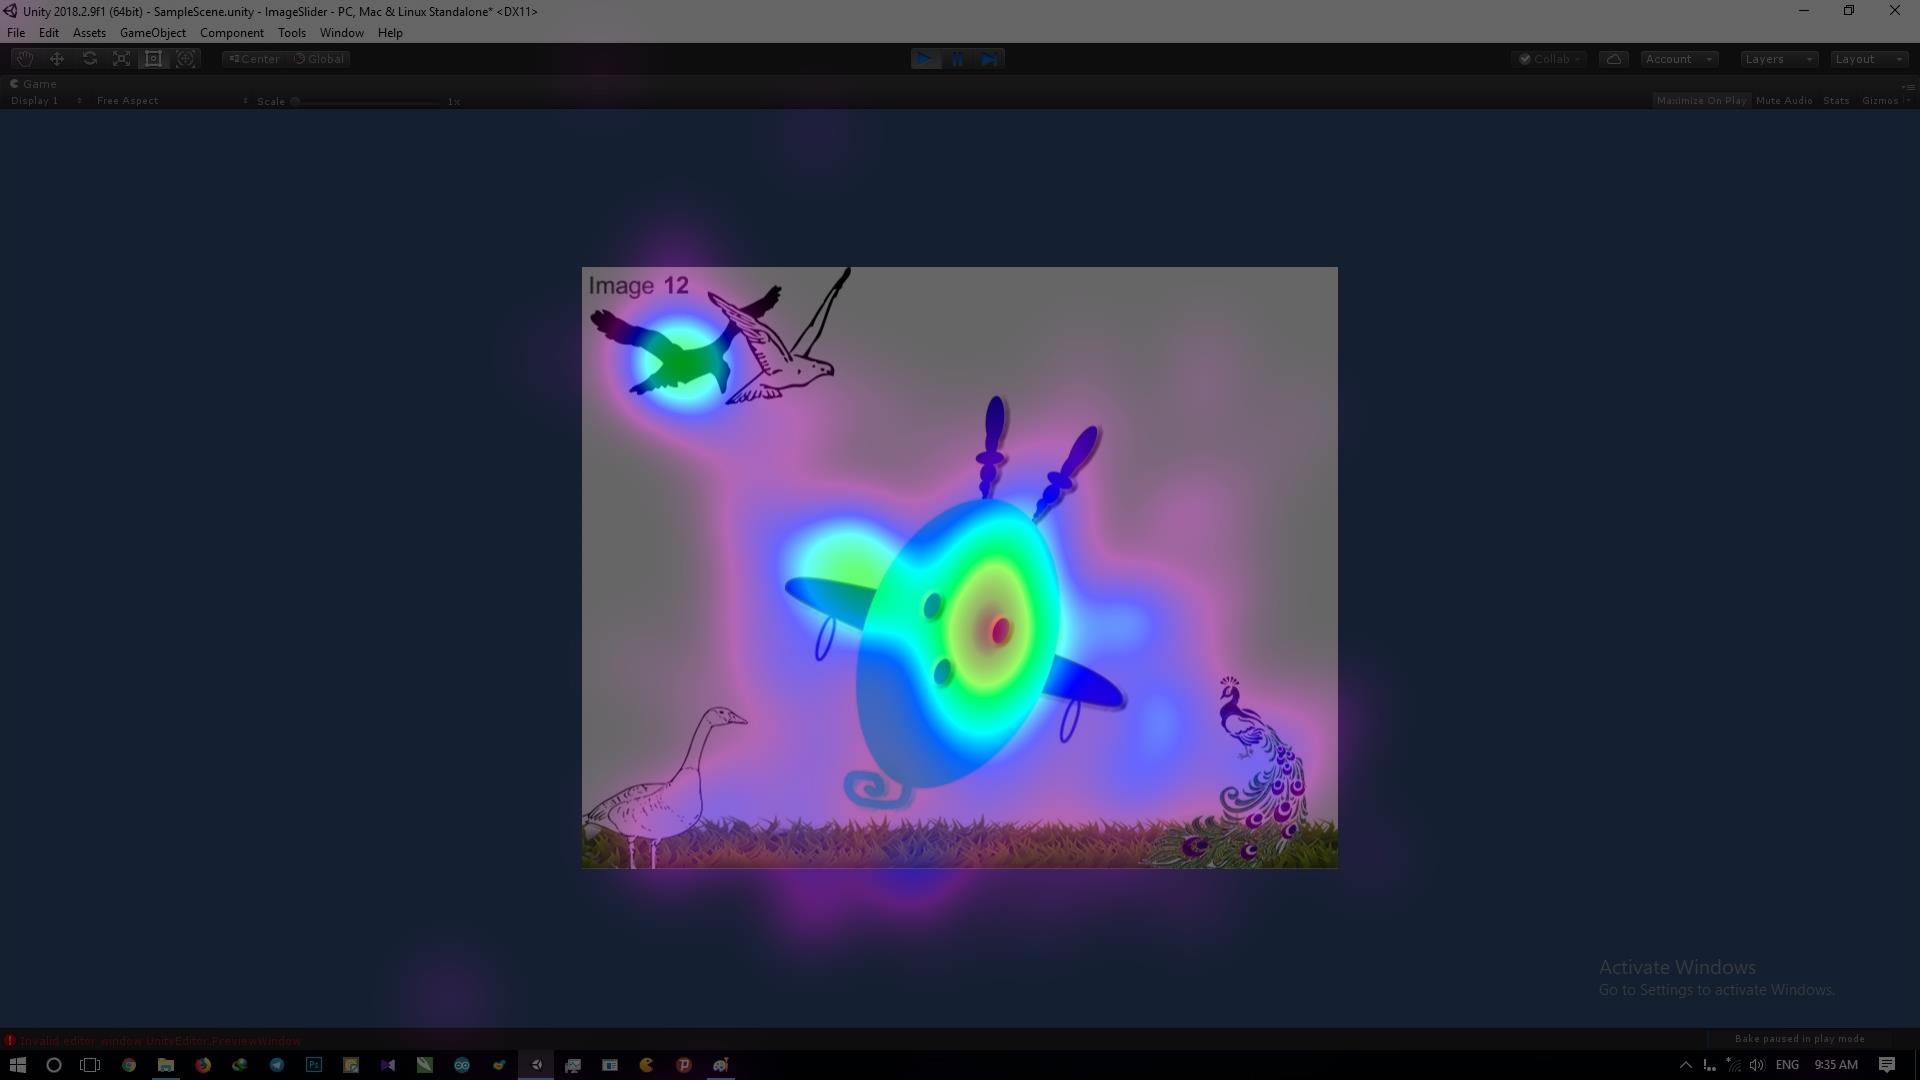 Unity 2018.2.9f1 (64bit) - SampleScene.unity - ImageSlider - PC, Mac & Linux Standalone* <DX11>
File Edit Assets GameObject Component Tools Window Help
Center Global Collab Account Layers Layout
Game
Display 1 Free Aspect Scale 1x Maximize On Play Mute Audio Stats Gizmos
Image 12
Activate Windows
Go to Settings to activate Windows.
Invalid editor window UnityEditor.PreviewWindow
Bake paused in play mode
Ps
ENG 9:35 AM